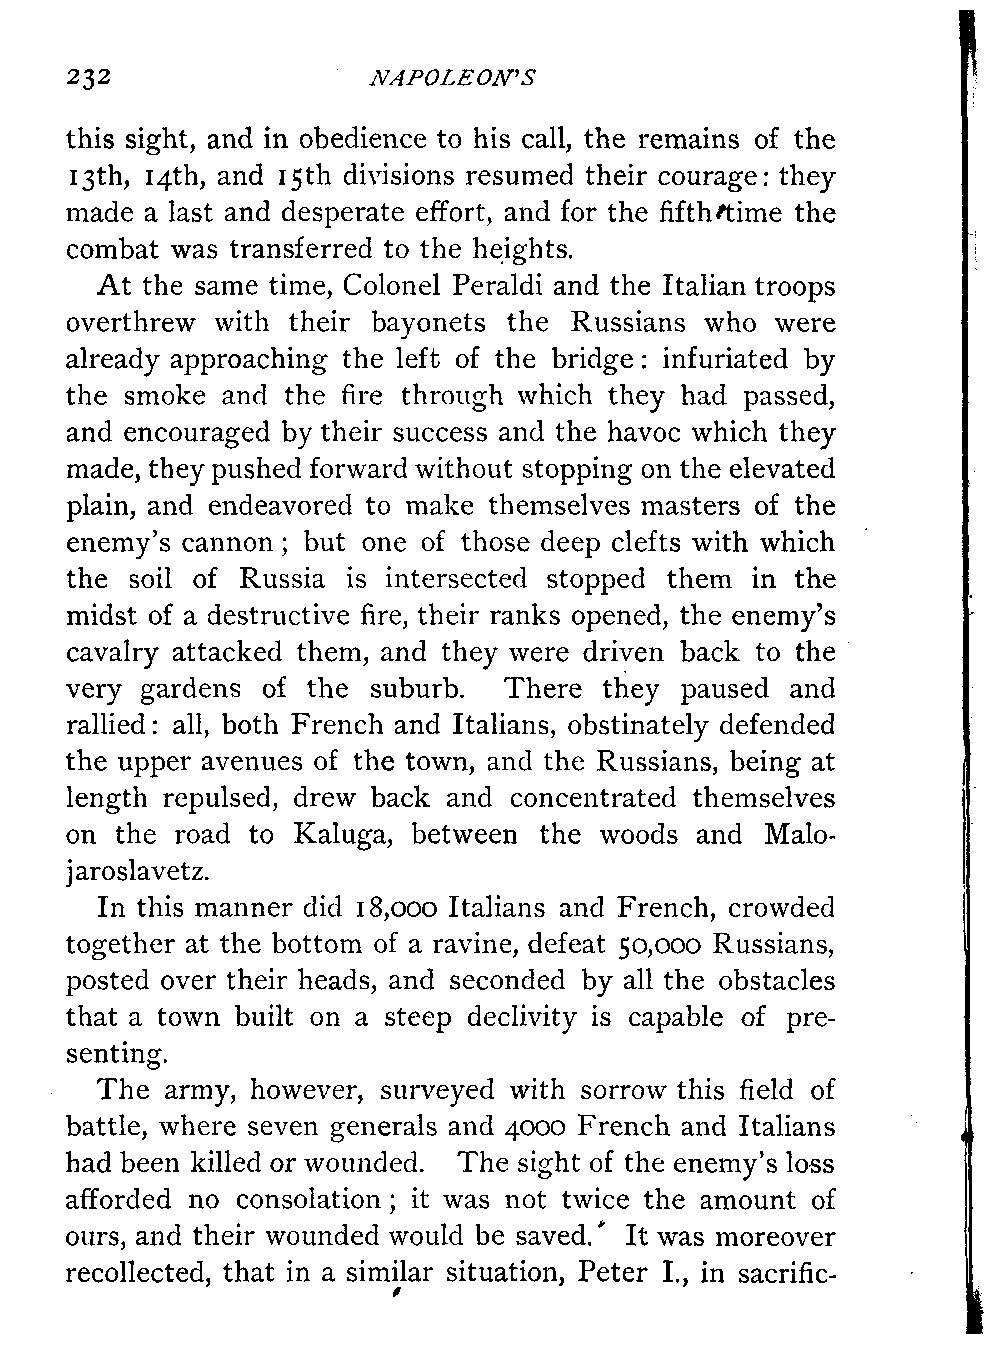 232 NAPOLEON'S
this sight, and in obedience to his call, the remains of the
13th, 14th, and 15th divisions resumed their courage: they
made a last and desperate effort, and for the fifth time the
combat was transferred to the heights.
At the same time, Colonel Peraldi and the Italian troops
overthrew with their bayonets the Russians who were
already approaching the left of the bridge: infuriated by
the smoke and the fire through which they had passed,
and encouraged by their success and the havoc which they
made, they pushed forward without stopping on the elevated
plain, and endeavored to make themselves masters of the
enemy's cannon; but one of those deep clefts with which
the soil of Russia is intersected stopped them in the
midst of a destructive fire, their ranks opened, the enemy's
cavalry attacked them, and they were driven back to the
very gardens of the suburb. There they paused and
rallied: all, both French and Italians, obstinately defended
the upper avenues of the town, and the Russians, being at
length repulsed, drew back and concentrated themselves
on the road to Kaluga, between the woods and Malo-
jaroslavetz.
In this manner did 18,000 Italians and French, crowded
together at the bottom of a ravine, defeat 50,000 Russians,
posted over their heads, and seconded by all the obstacles
that a town built on a steep declivity is capable of pre-
senting.
The army, however, surveyed with sorrow this field of
battle, where seven generals and 4000 French and Italians
had been killed or wounded. The sight of the enemy's loss
afforded no consolation; it was not twice the amount of
ours, and their wounded would be saved. It was moreover
recollected, that in a similar situation, Peter I., in sacrific-